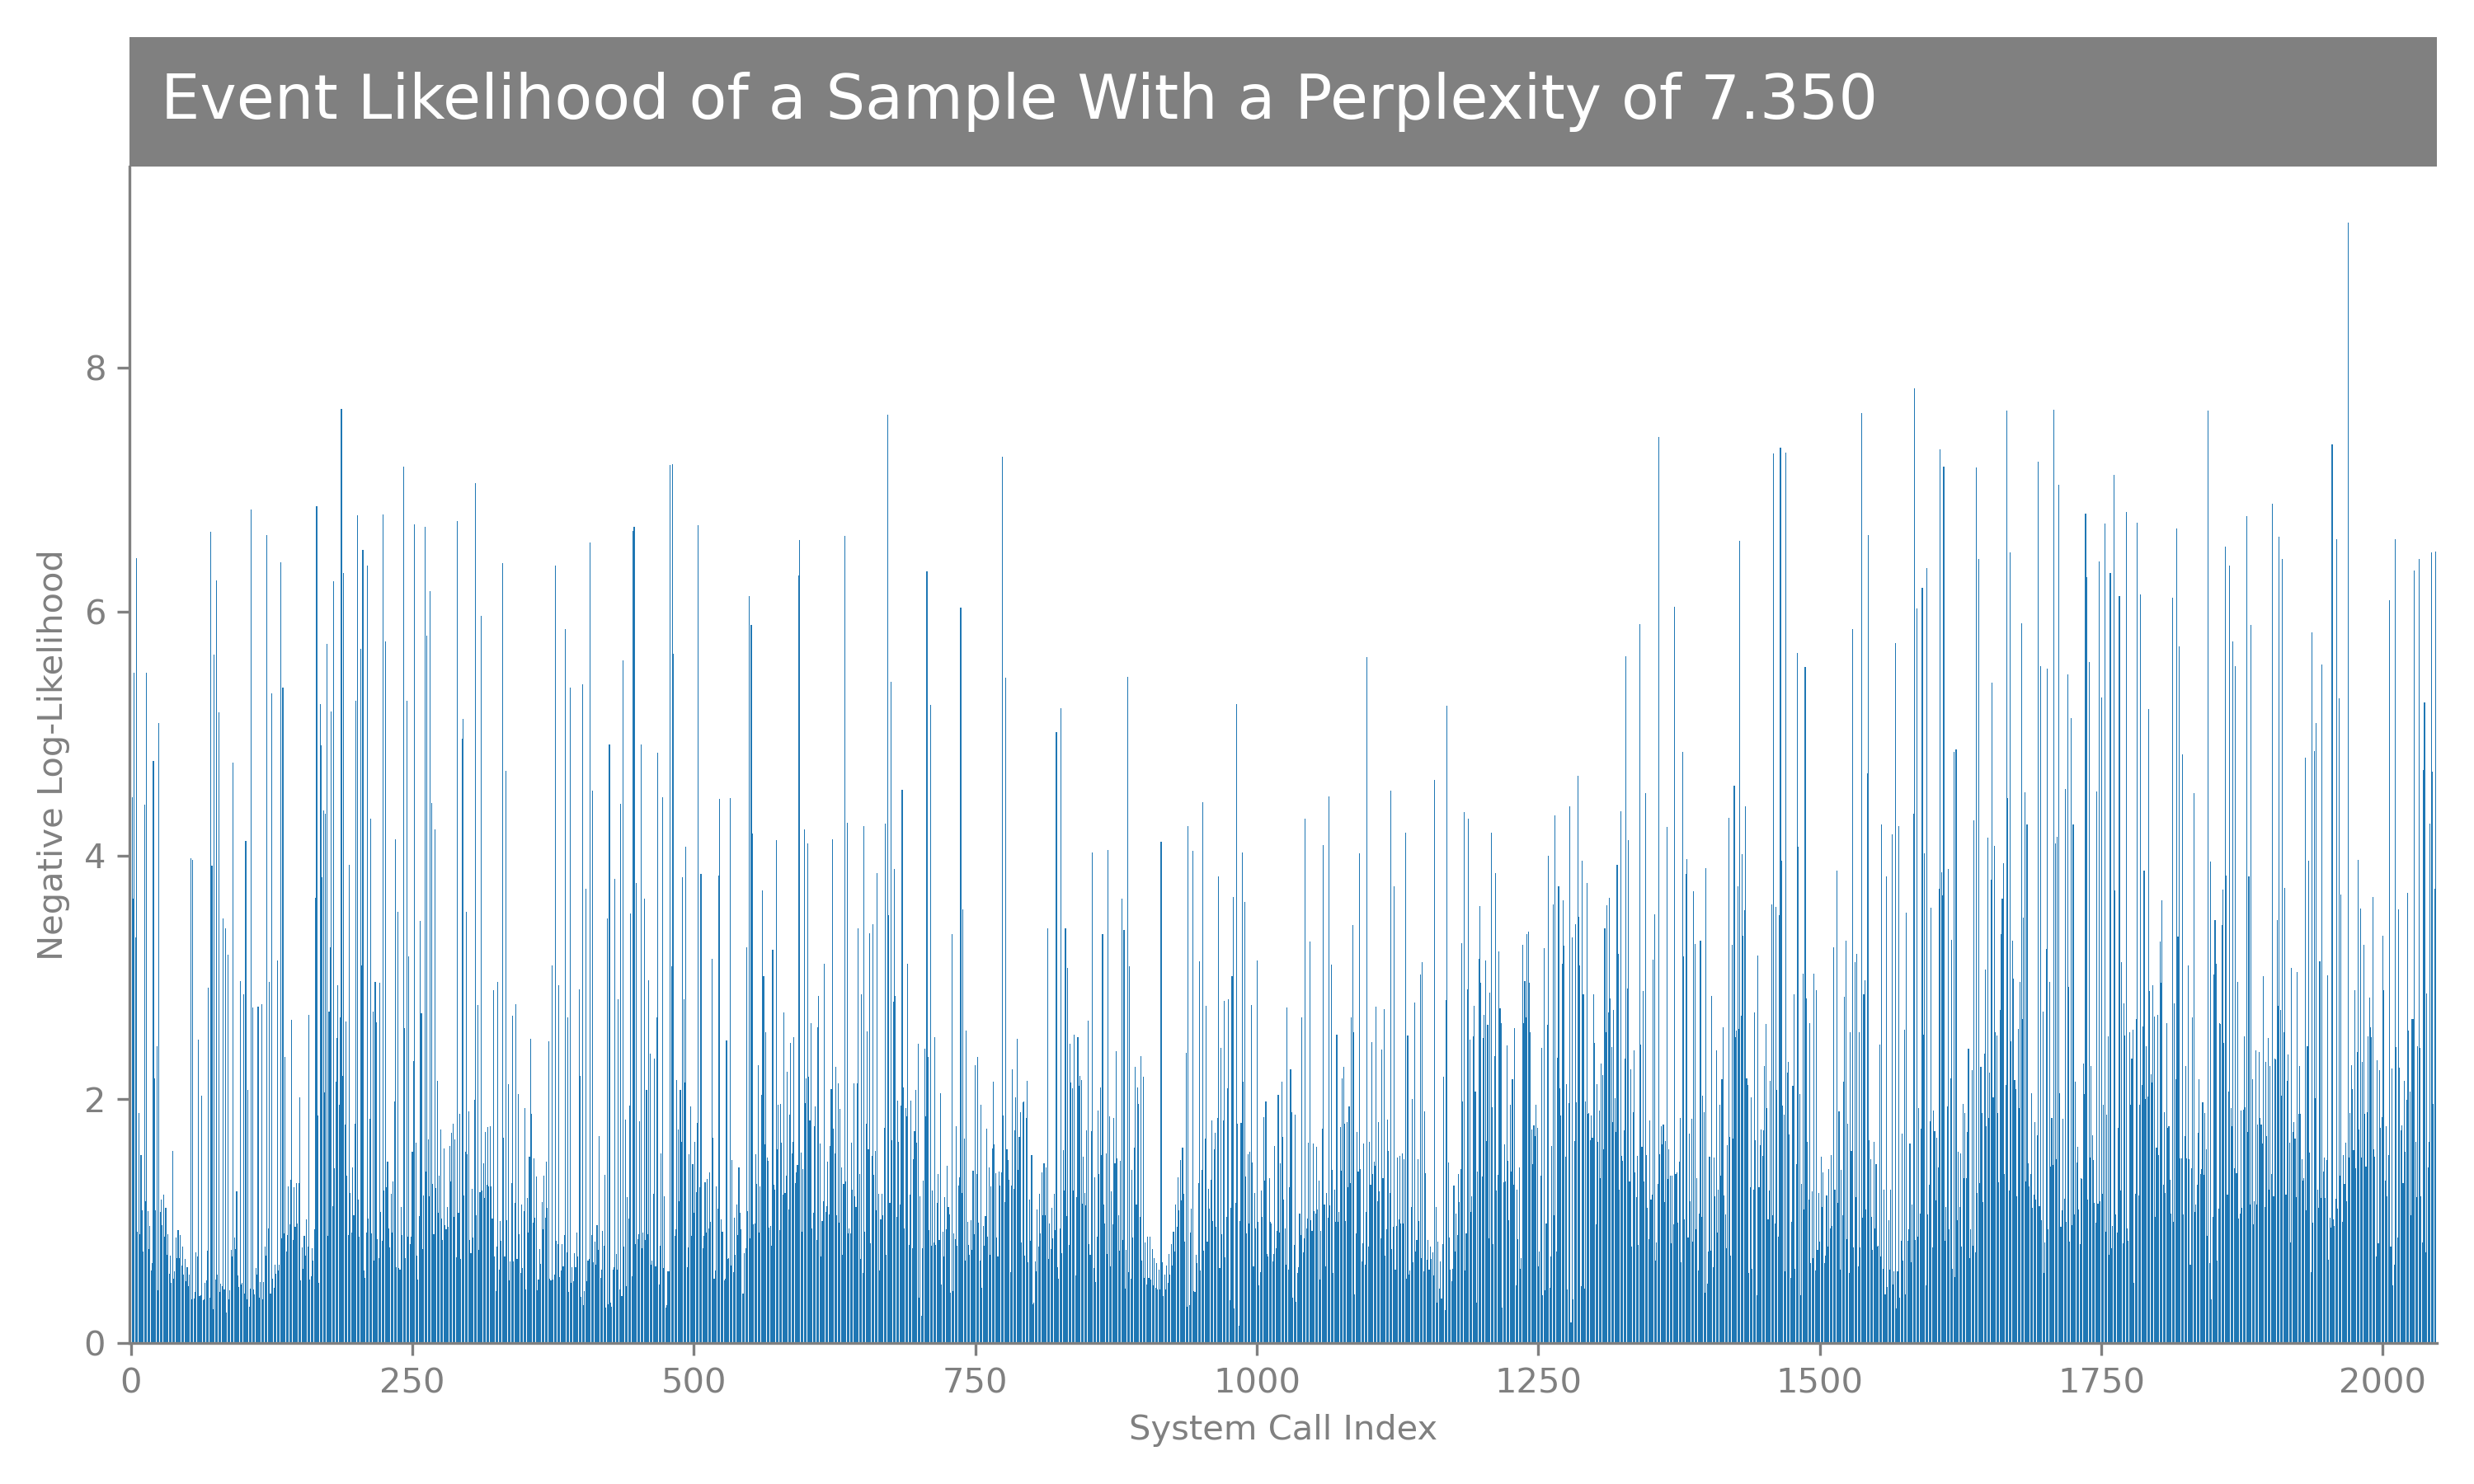 Event Likelihood of a Sample With a Perplexity of 7.350
Negative Log-Likelihood
8
6
4
2
0
0 250 500 750 1000 1250 1500 1750 2000
System Call Index